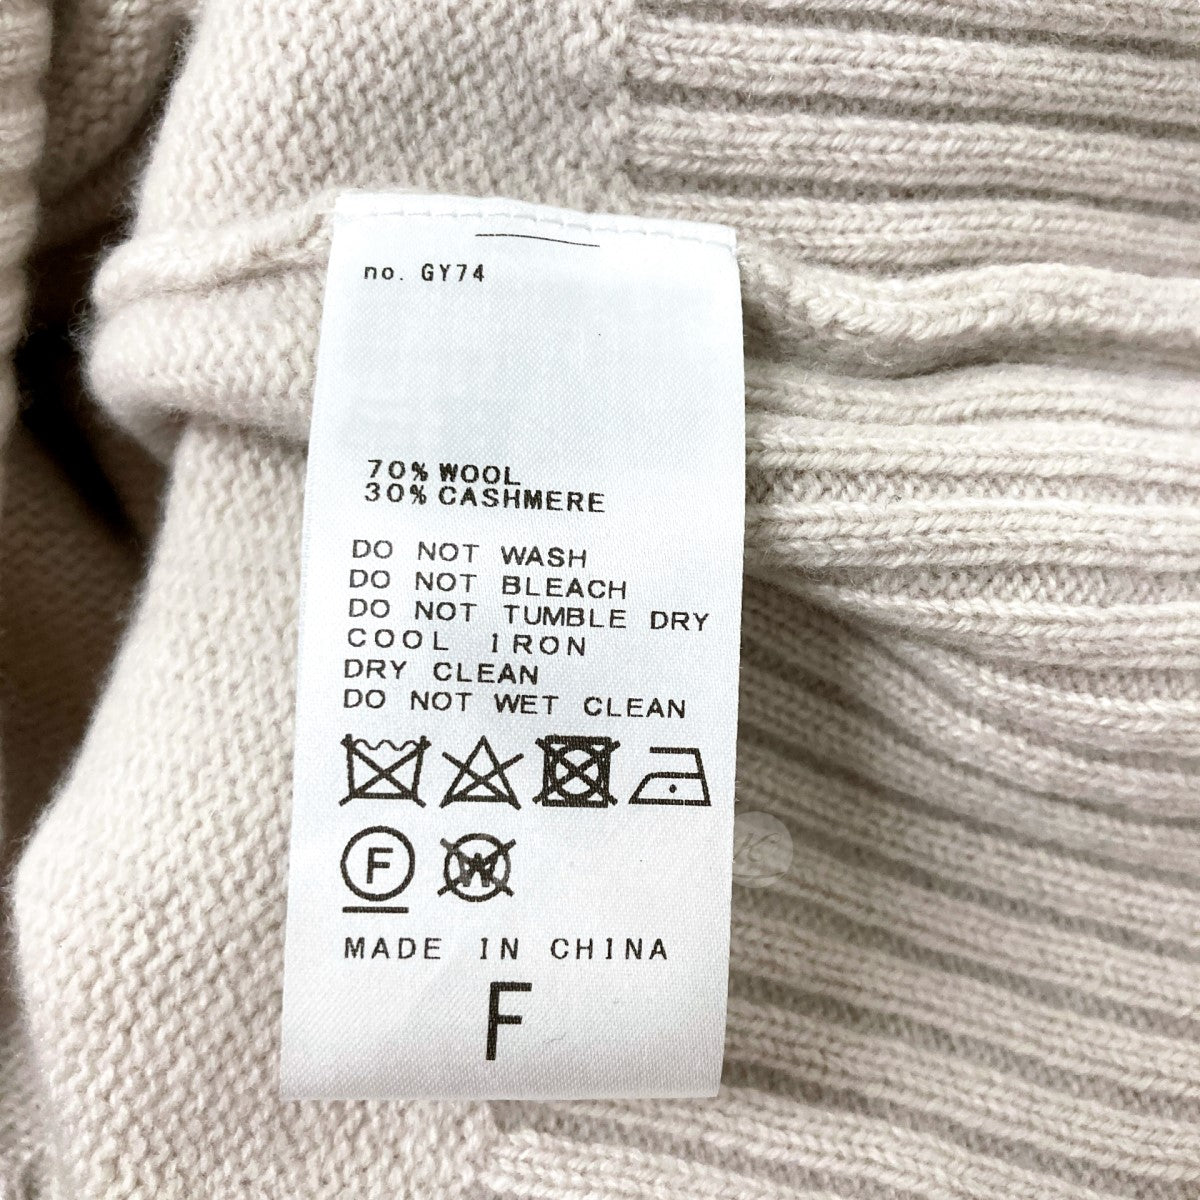 no. GY74
70% WOOL
30% CASHMERE
DO NOT WASH
DO NOT BLEACH
DO NOT TUMBLE DRY
COOL IRON
DRY CLEAN
DO NOT WET CLEAN
F W
MADE IN CHINA
F
K